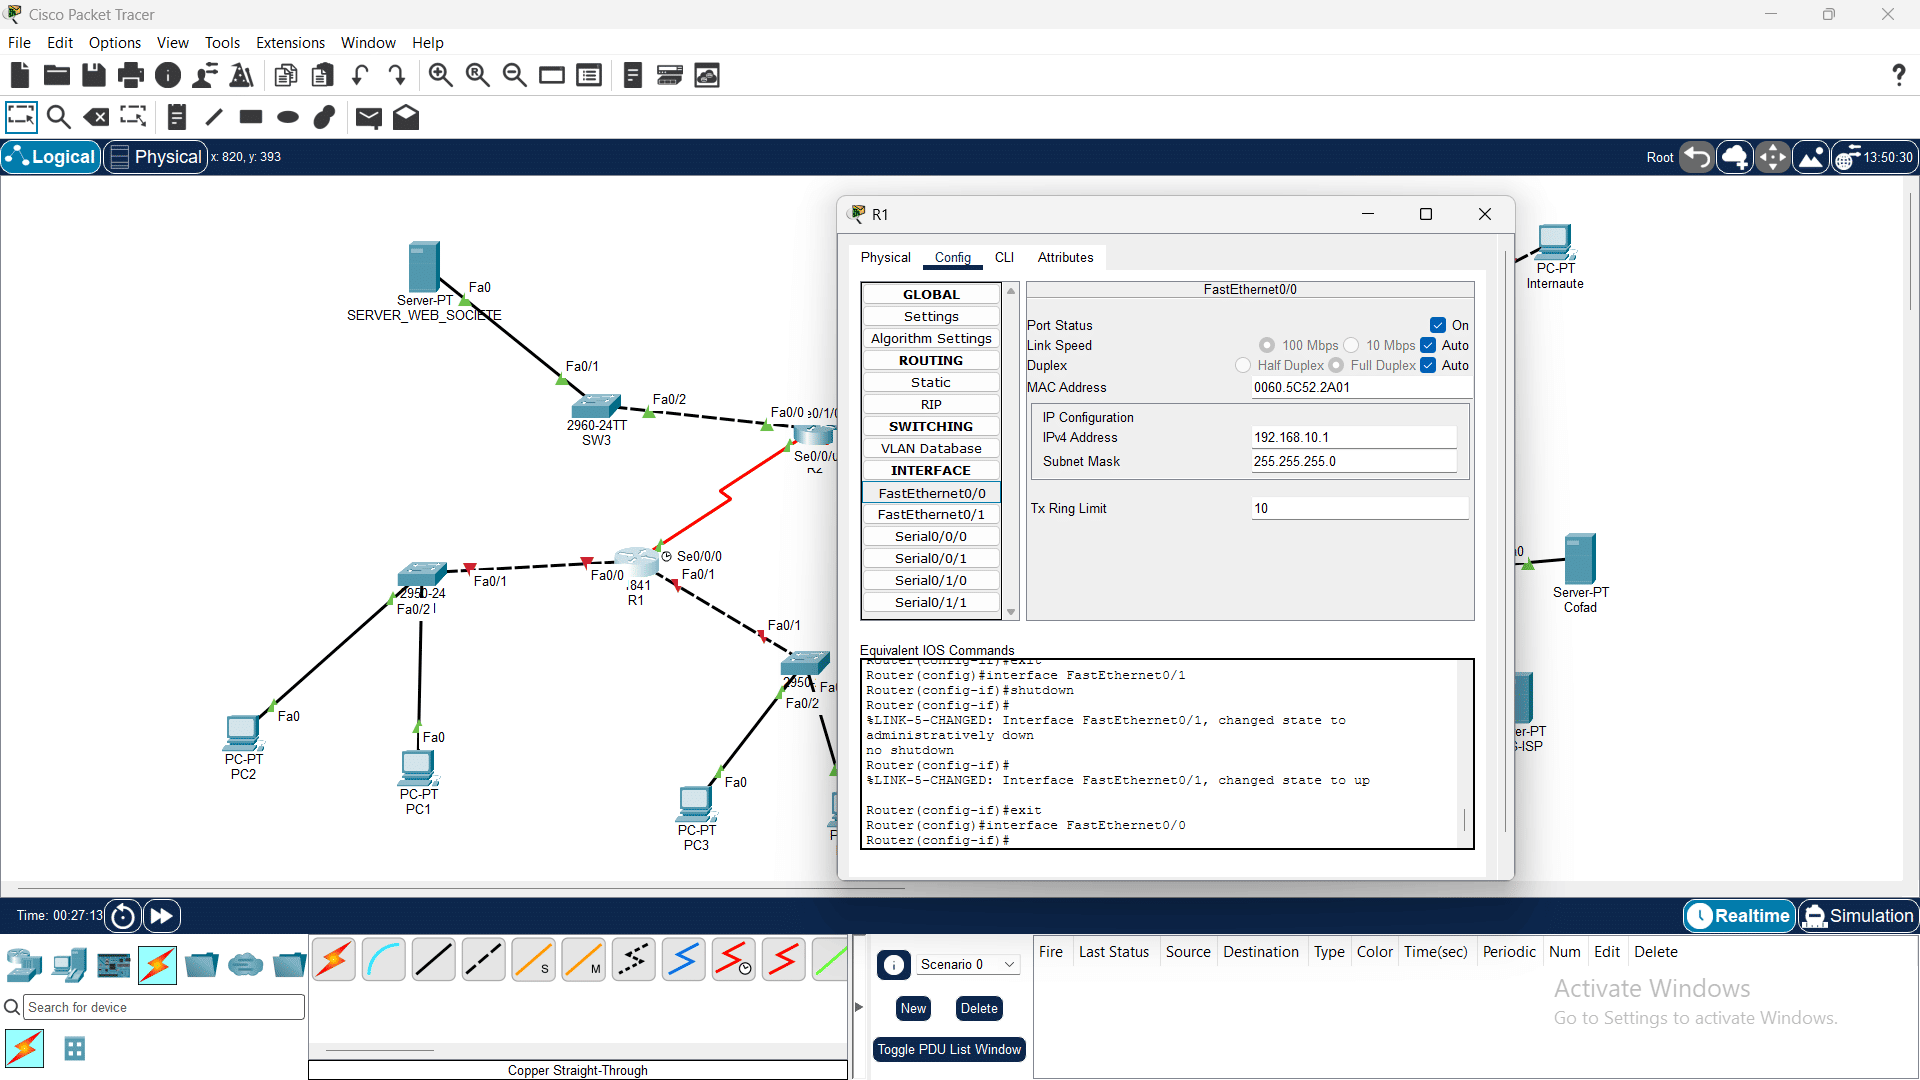 Cisco Packet Tracer
File Edit Options View Tools Extensions Window Help
Logical Physical x: 820, y: 393 Root 13:50:30
Server-PT
SERVER_WEB_SOCIETE
Fa0
Fa0/1
2960-24TT
SW3
Fa0/2
Fa0/0
Se0/0/0
Fa0/0
R1
Fa0/1
Fa0/1
Fa0/2
Fa0/1
Fa0/2
Fa0
PC-PT
PC2
Fa0
PC-PT
PC1
Fa0
PC-PT
PC3
PC-PT
Internaute
Server-PT
Cofad
R1
Physical Config CLI Attributes
GLOBAL
Settings
Algorithm Settings
ROUTING
Static
RIP
SWITCHING
VLAN Database
INTERFACE
FastEthernet0/0
FastEthernet0/1
Serial0/0/0
Serial0/0/1
Serial0/1/0
Serial0/1/1
FastEthernet0/0
Port Status On
Link Speed 100 Mbps 10 Mbps Auto
Duplex Half Duplex Full Duplex Auto
MAC Address 0060.5C52.2A01
IP Configuration
IPv4 Address 192.168.10.1
Subnet Mask 255.255.255.0
Tx Ring Limit 10
Equivalent IOS Commands
Router(config-if)#exit
Router(config)#interface FastEthernet0/1
Router(config-if)#shutdown
Router(config-if)#
%LINK-5-CHANGED: Interface FastEthernet0/1, changed state to
administratively down
no shutdown
Router(config-if)#
%LINK-5-CHANGED: Interface FastEthernet0/1, changed state to up
Router(config-if)#exit
Router(config)#interface FastEthernet0/0
Router(config-if)#
Time: 00:27:13 Realtime Simulation
Search for device
S M
Copper Straight-Through
Scenario 0
New Delete
Toggle PDU List Window
Fire Last Status Source Destination Type Color Time(sec) Periodic Num Edit Delete
Activate Windows
Go to Settings to activate Windows.